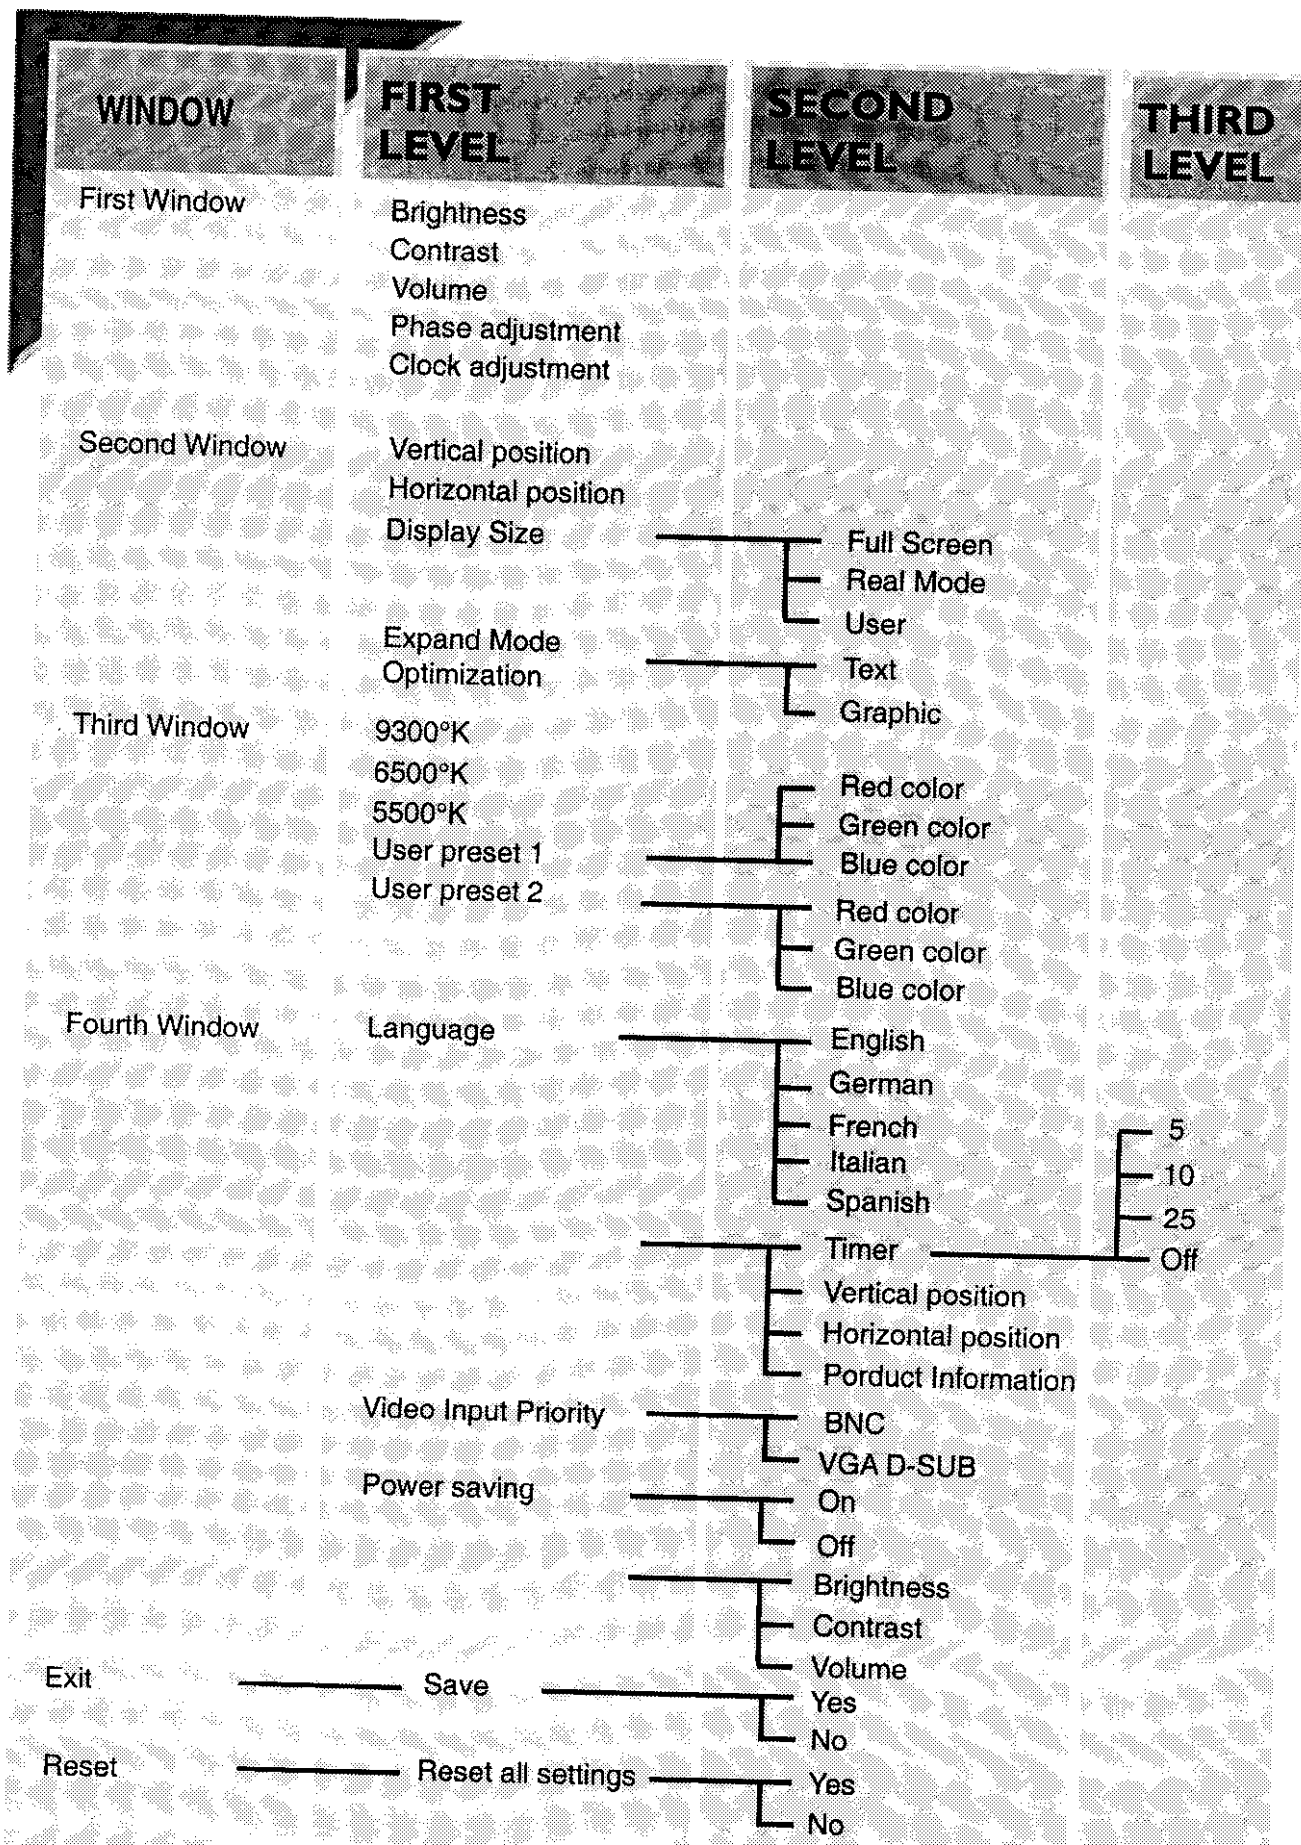 WINDOW
FIRST
LEVEL
SECOND
LEVEL
THIRD
LEVEL
First Window
Brightness
Contrast
Volume
Phase adjustment
Clock adjustment
Second Window
Vertical position
Horizontal position
Display Size
Full Screen
Real Mode
User
Expand Mode
Optimization
Text
Graphic
Third Window
9300°K
6500°K
5500°K
User preset 1
Red color
Green color
Blue color
User preset 2
Red color
Green color
Blue color
Fourth Window
Language
English
German
French
Italian
Spanish
Timer
5
10
25
Off
Vertical position
Horizontal position
Porduct Information
Video Input Priority
BNC
VGA D-SUB
Power saving
On
Off
Brightness
Contrast
Volume
Exit
Save
Yes
No
Reset
Reset all settings
Yes
No